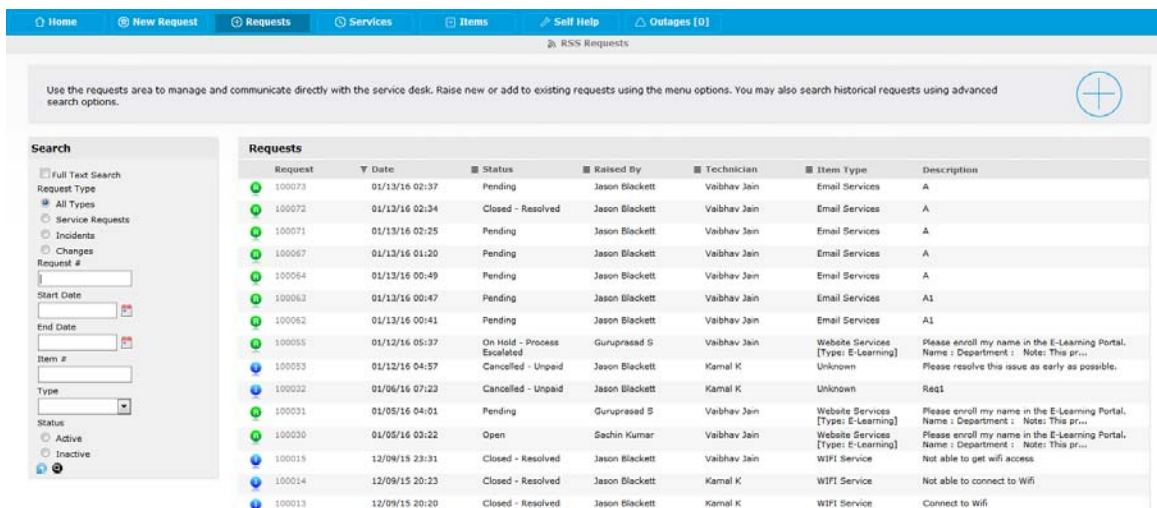 Home New Request Requests Services Items Self Help Outages [0]
RSS Requests
Use the requests area to manage and communicate directly with the service desk. Raise new or add to existing requests using the menu options. You may also search historical requests using advanced
search options.
Search
Full Text Search
Request Type
All Types
Service Requests
Incidents
Changes
Request #
Start Date
End Date
Item #
Type
Status
Active
Inactive
Requests
Request Date Status Raised By Technician Item Type Description
100073 01/13/16 02:37 Pending Jason Blackett Vaibhav Jain Email Services A
100072 01/13/16 02:34 Closed - Resolved Jason Blackett Vaibhav Jain Email Services A
100071 01/13/16 02:25 Pending Jason Blackett Vaibhav Jain Email Services A
100067 01/13/16 01:20 Pending Jason Blackett Vaibhav Jain Email Services A
100064 01/13/16 00:49 Pending Jason Blackett Vaibhav Jain Email Services A
100063 01/13/16 00:47 Pending Jason Blackett Vaibhav Jain Email Services A1
100062 01/13/16 00:41 Pending Jason Blackett Vaibhav Jain Email Services A1
100055 01/12/16 05:37 On Hold - Process Guruprasad S Vaibhav Jain Website Services Please enroll my name in the E-Learning Portal.
Escalated [Type: E-Learning] Name : Department : Note: This pr...
100053 01/12/16 04:57 Cancelled - Unpaid Jason Blackett Kamal K Unknown Please resolve this issue as early as possible.
100032 01/06/16 07:23 Cancelled - Unpaid Jason Blackett Kamal K Unknown Req1
100031 01/05/16 04:01 Pending Guruprasad S Vaibhav Jain Website Services Please enroll my name in the E-Learning Portal.
[Type: E-Learning] Name : Department : Note: This pr...
100030 01/05/16 03:22 Open Sachin Kumar Vaibhav Jain Website Services Please enroll my name in the E-Learning Portal.
[Type: E-Learning] Name : Department : Note: This pr...
100015 12/09/15 23:31 Closed - Resolved Jason Blackett Vaibhav Jain WIFI Service Not able to get wifi access
100014 12/09/15 20:23 Closed - Resolved Jason Blackett Kamal K WIFI Service Not able to connect to Wifi
100013 12/09/15 20:20 Closed - Resolved Jason Blackett Kamal K WIFI Service Connect to Wifi